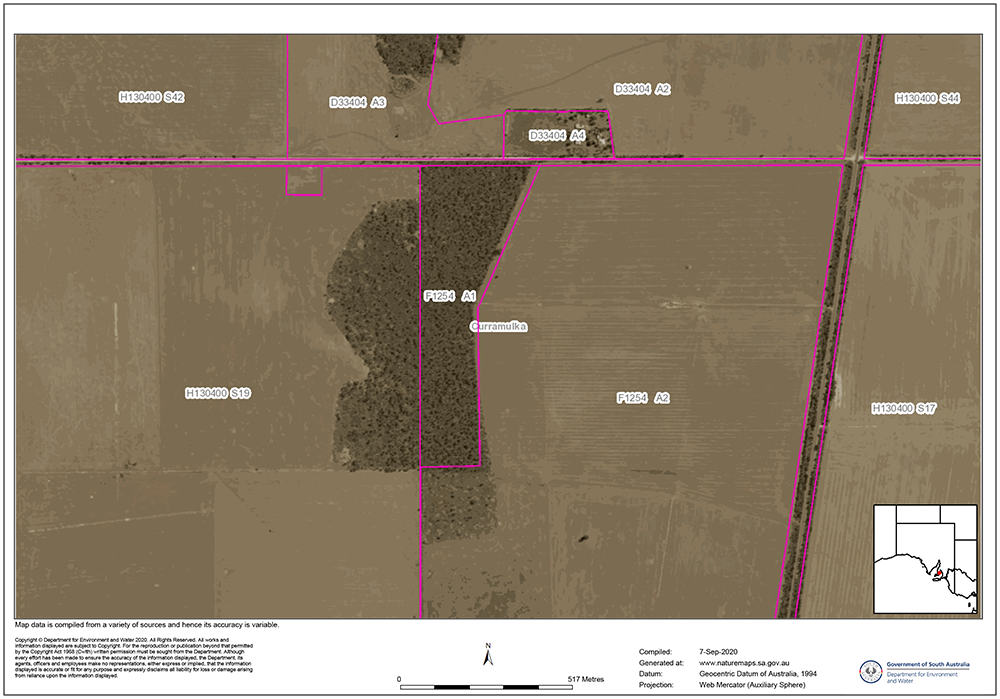 H130400 S42
D33404 A3
D33404 A2
H130400 S44
D33404 A4
F1254 A1
Curramulka
H130400 S19
F1254 A2
H130400 S17
Map data is compiled from a variety of sources and hence its accuracy is variable.
Copyright © Department for Environment and Water 2020. All Rights Reserved. All works and
information displayed are subject to Copyright. For the reproduction or publication beyond that permitted
by the Copyright Act 1968 (Cwlth) written permission must be sought from the Department. Although
every effort has been made to ensure the accuracy of the information displayed, the Department, its
agents, officers and employees make no representations, either express or implied, that the information
displayed is accurate or fit for any purpose and expressly disclaims all liability for loss or damage arising
from reliance upon the information displayed.
N
0 517 Metres
Compiled: 7-Sep-2020
Generated at: www.naturemaps.sa.gov.au
Datum: Geocentric Datum of Australia, 1994
Projection: Web Mercator (Auxiliary Sphere)
Government of South Australia
Department for Environment
and Water